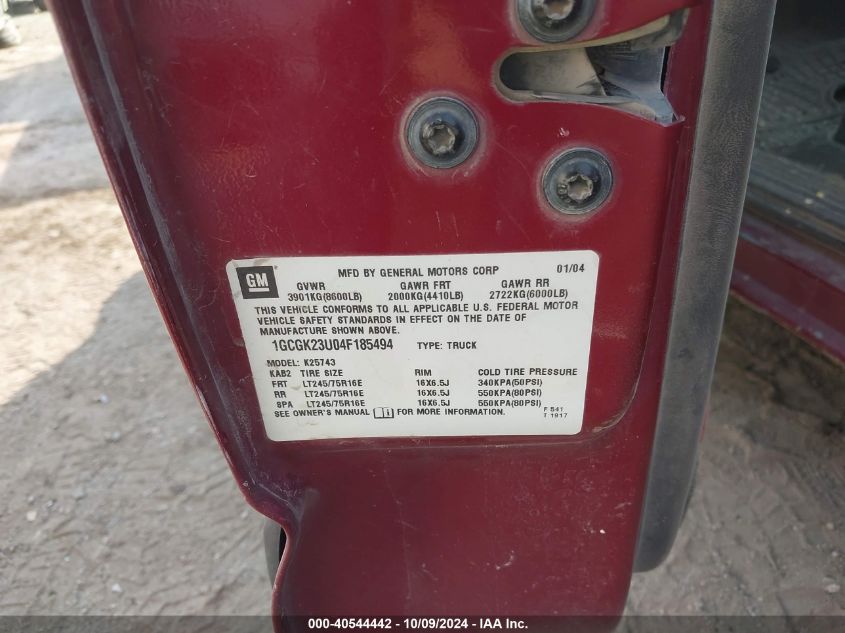 GM
MFD BY GENERAL MOTORS CORP 01/04
GVWR GAWR FRT GAWR RR
3901KG(8600LB) 2000KG(4410LB) 2722KG(6000LB)
THIS VEHICLE CONFORMS TO ALL APPLICABLE U.S. FEDERAL MOTOR
VEHICLE SAFETY STANDARDS IN EFFECT ON THE DATE OF
MANUFACTURE SHOWN ABOVE.
1GCGK23U04F185494 TYPE: TRUCK
MODEL: K25743
KAB2 TIRE SIZE RIM COLD TIRE PRESSURE
FRT LT245/75R16E 16X6.5J 340KPA(50PSI)
RR LT245/75R16E 16X6.5J 550KPA(80PSI)
SPA LT245/75R16E 16X6.5J 550KPA(80PSI)
SEE OWNER'S MANUAL FOR MORE INFORMATION.
F 541
T 1917
000-40544442 - 10/09/2024 - IAA Inc.